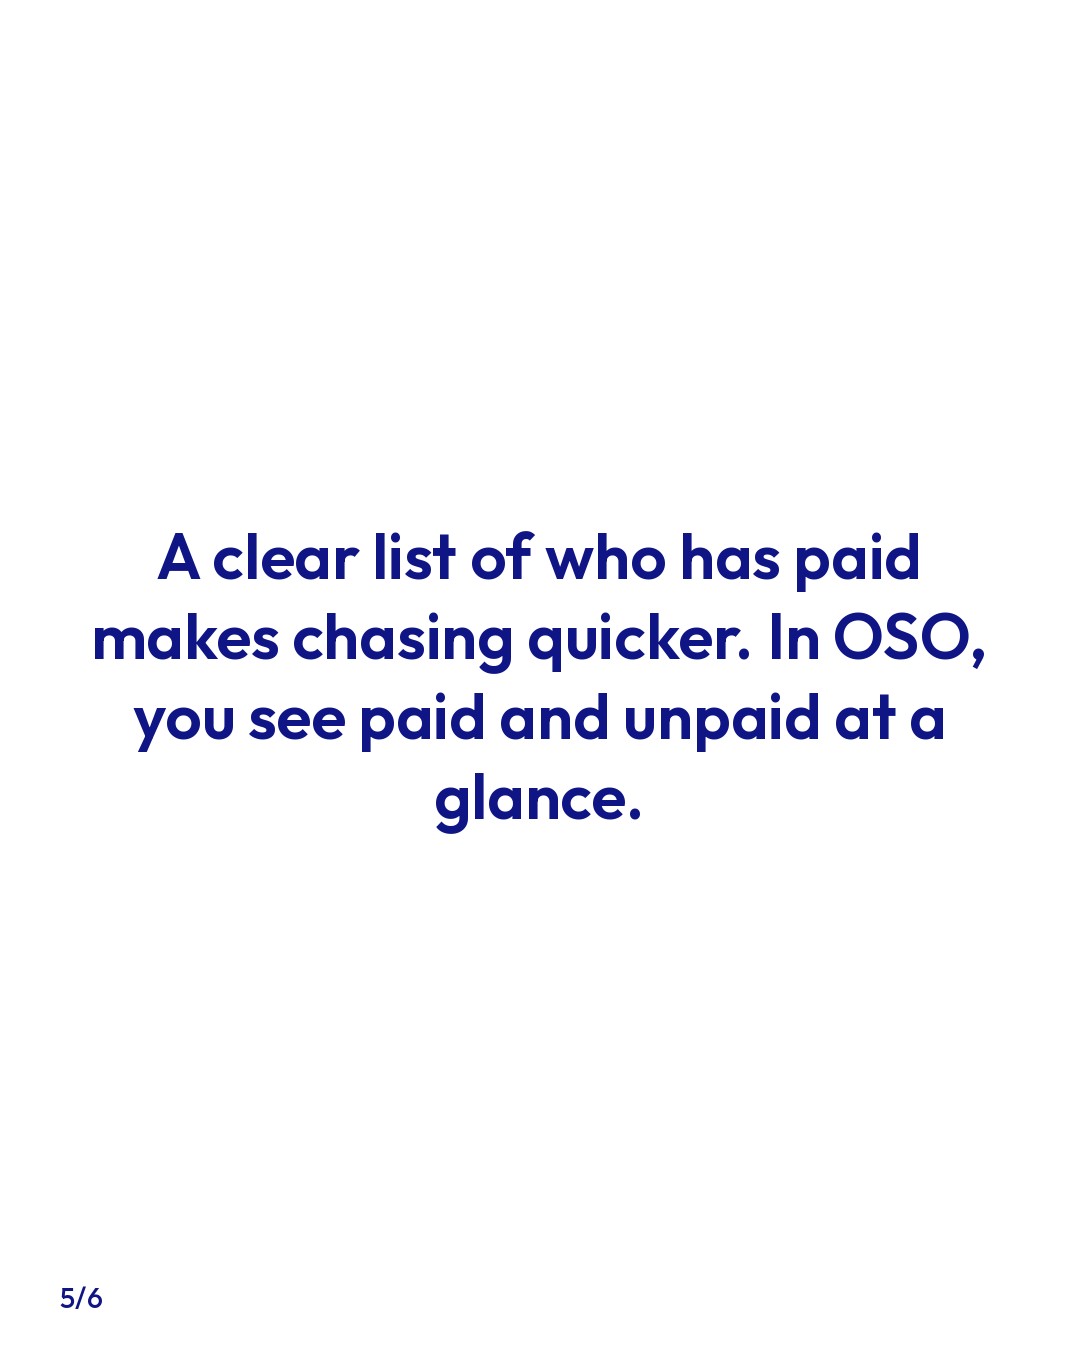 A clear list of who has paid
makes chasing quicker. In OSO,
you see paid and unpaid at a
glance.
5/6